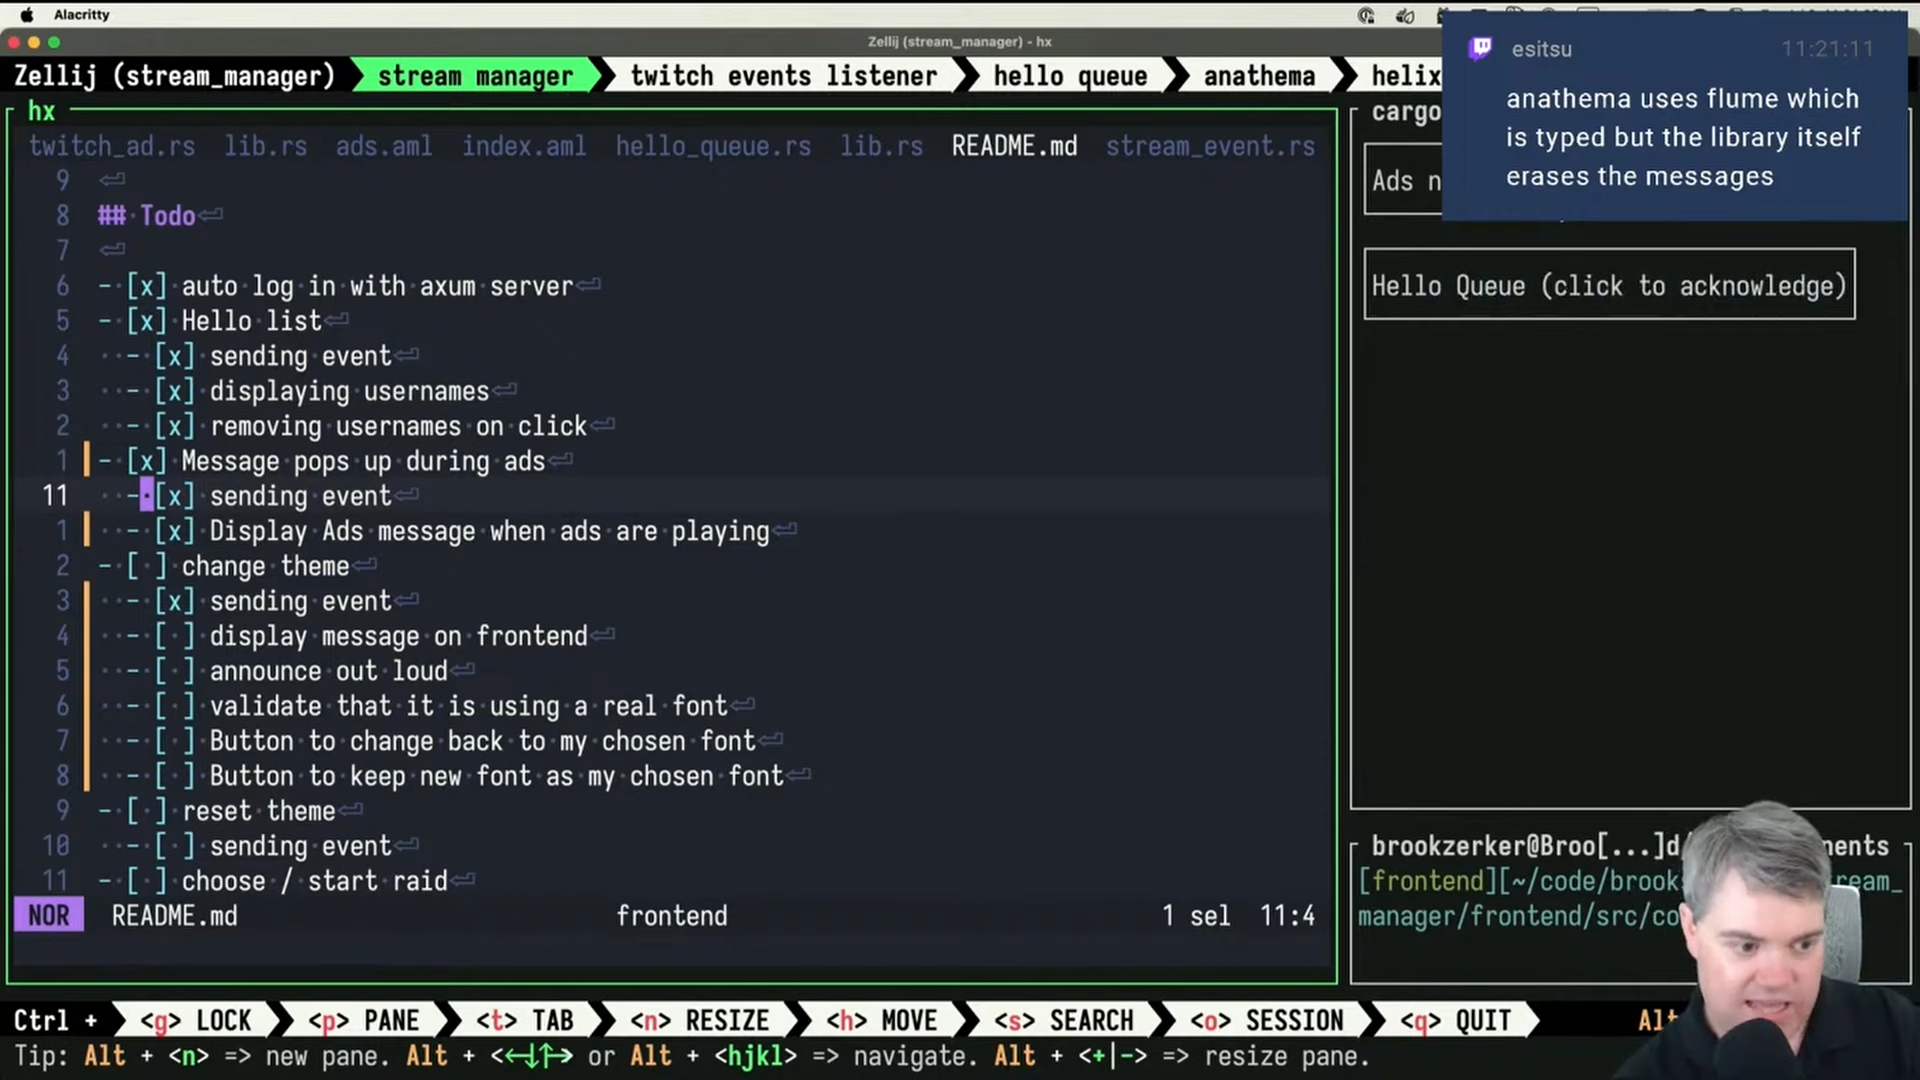 Alacritty
Zellij (stream_manager) - hx
Zellij (stream_manager) stream manager twitch events listener hello queue anathema helix
esitsu 11:21:11
anathema uses flume which
is typed but the library itself
erases the messages
hx
twitch_ad.rs lib.rs ads.aml index.aml hello_queue.rs lib.rs README.md stream_event.rs
9
8 ## Todo
7
6 - [x] auto log in with axum server
5 - [x] Hello list
4 - [x] sending event
3 - [x] displaying usernames
2 - [x] removing usernames on click
1 - [x] Message pops up during ads
11 - [x] sending event
1 - [x] Display Ads message when ads are playing
2 - [ ] change theme
3 - [x] sending event
4 - [ ] display message on frontend
5 - [ ] announce out loud
6 - [ ] validate that it is using a real font
7 - [ ] Button to change back to my chosen font
8 - [ ] Button to keep new font as my chosen font
9 - [ ] reset theme
10 - [ ] sending event
11 - [ ] choose / start raid
NOR README.md frontend 1 sel 11:4
cargo
Ads n
Hello Queue (click to acknowledge)
brookzerker@Broo[...]d/ nents
[frontend][~/code/brook ream_
manager/frontend/src/co
Ctrl + <g> LOCK <p> PANE <t> TAB <n> RESIZE <h> MOVE <s> SEARCH <o> SESSION <q> QUIT Alt
Tip: Alt + <n> => new pane. Alt + <←↓↑→> or Alt + <hjkl> => navigate. Alt + <+|-> => resize pane.